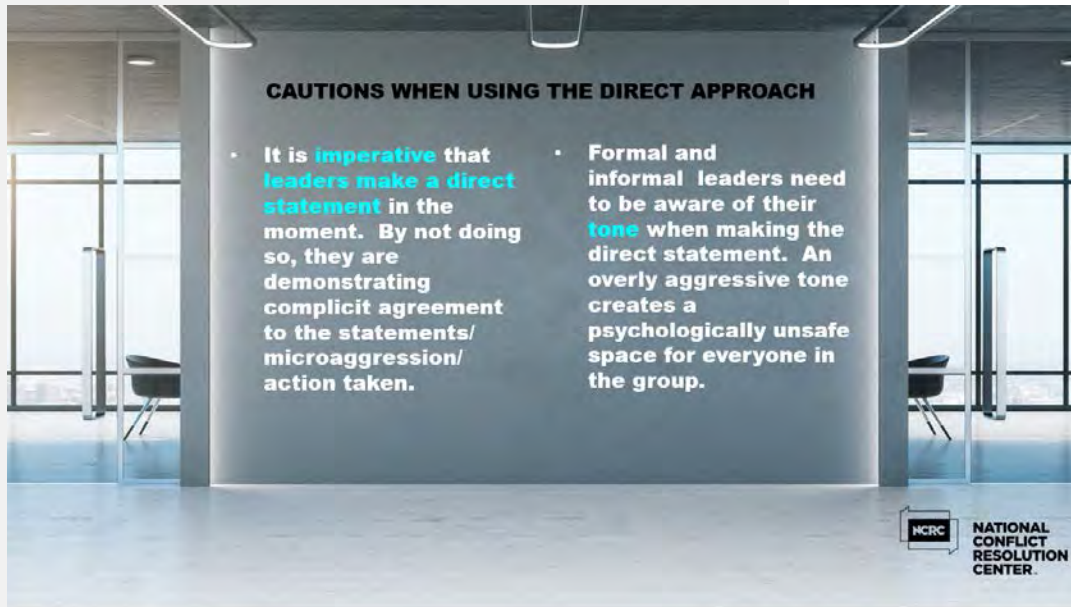 CAUTIONS WHEN USING THE DIRECT APPROACH
• It is imperative that
leaders make a direct
statement in the
moment. By not doing
so, they are
demonstrating
complicit agreement
to the statements/
microaggression/
action taken.
• Formal and
informal leaders need
to be aware of their
tone when making the
direct statement. An
overly aggressive tone
creates a
psychologically unsafe
space for everyone in
the group.
NCRC
NATIONAL
CONFLICT
RESOLUTION
CENTER.